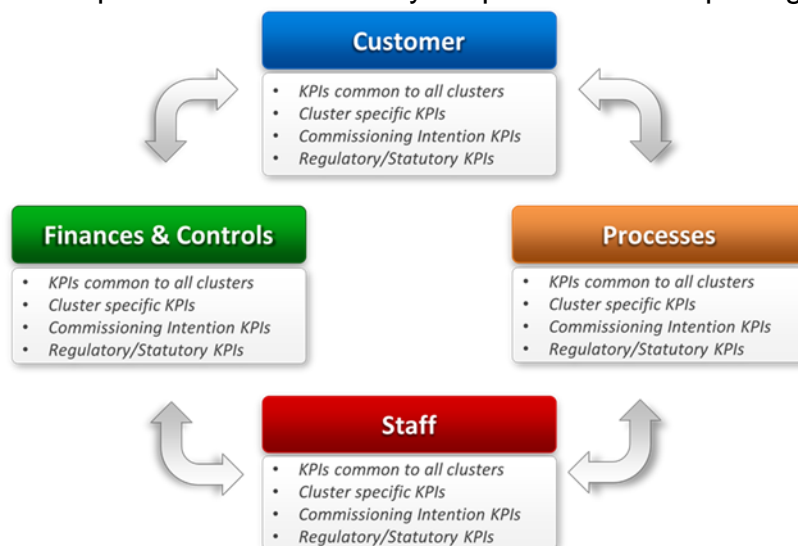 Customer
• KPIs common to all clusters
• Cluster specific KPIs
• Commissioning Intention KPIs
• Regulatory/Statutory KPIs
Finances & Controls
• KPIs common to all clusters
• Cluster specific KPIs
• Commissioning Intention KPIs
• Regulatory/Statutory KPIs
Processes
• KPIs common to all clusters
• Cluster specific KPIs
• Commissioning Intention KPIs
• Regulatory/Statutory KPIs
Staff
• KPIs common to all clusters
• Cluster specific KPIs
• Commissioning Intention KPIs
• Regulatory/Statutory KPIs